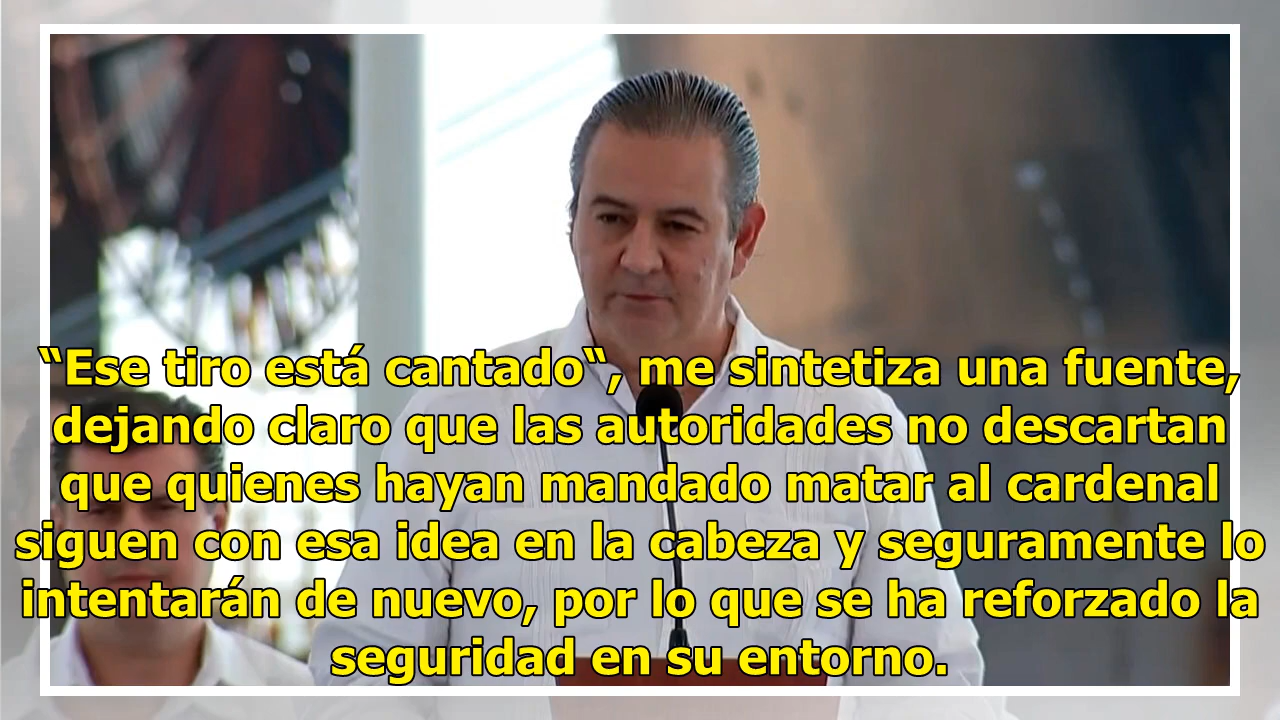 “Ese tiro está cantado“, me sintetiza una fuente,
dejando claro que las autoridades no descartan
que quienes hayan mandado matar al cardenal
siguen con esa idea en la cabeza y seguramente lo
intentarán de nuevo, por lo que se ha reforzado la
seguridad en su entorno.